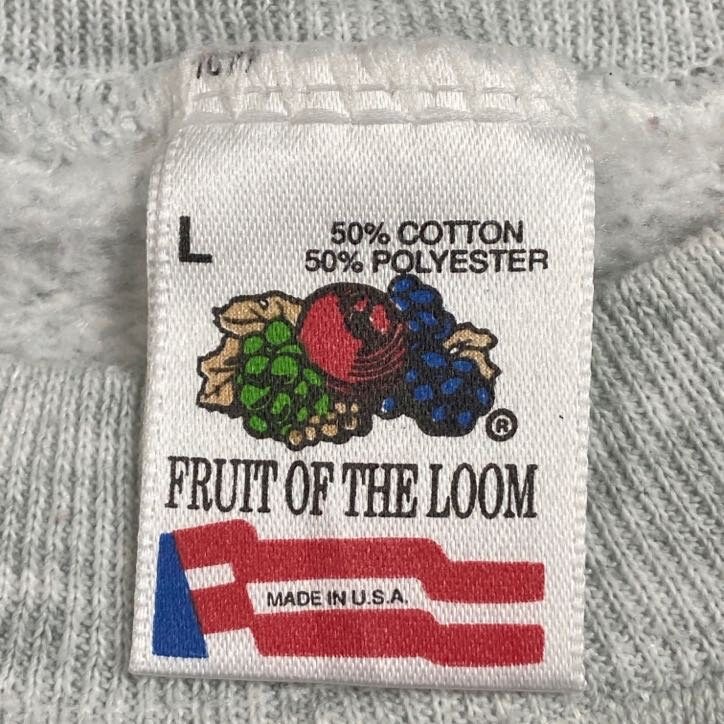 L
50% COTTON
50% POLYESTER
®
FRUIT OF THE LOOM
MADE IN U.S.A.